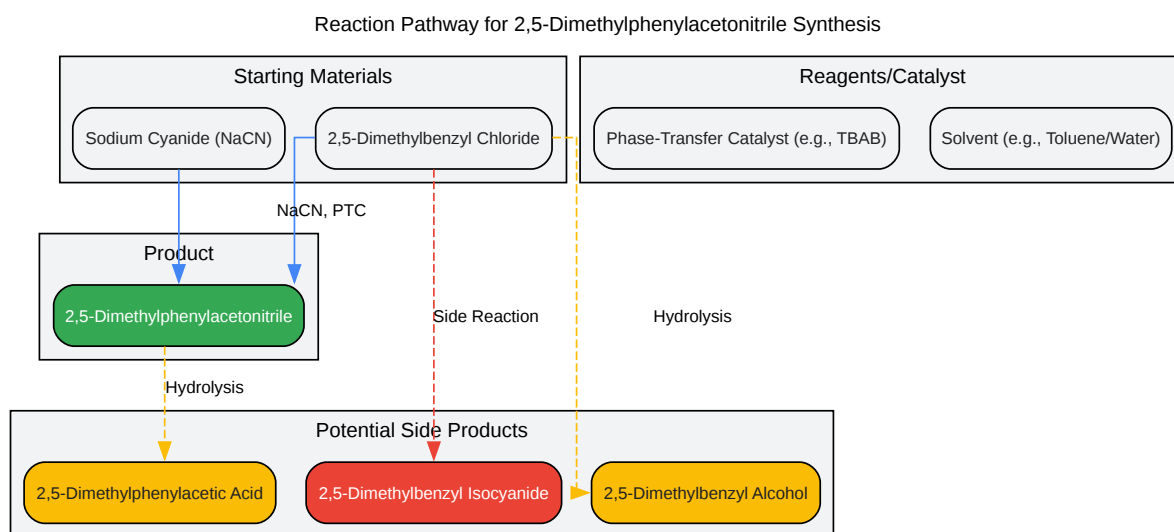 Reaction Pathway for 2,5-Dimethylphenylacetonitrile Synthesis
Starting Materials
Sodium Cyanide (NaCN)
2,5-Dimethylbenzyl Chloride
Reagents/Catalyst
Phase-Transfer Catalyst (e.g., TBAB)
Solvent (e.g., Toluene/Water)
NaCN, PTC
Product
2,5-Dimethylphenylacetonitrile
Side Reaction
Hydrolysis
Hydrolysis
Potential Side Products
2,5-Dimethylphenylacetic Acid
2,5-Dimethylbenzyl Isocyanide
2,5-Dimethylbenzyl Alcohol